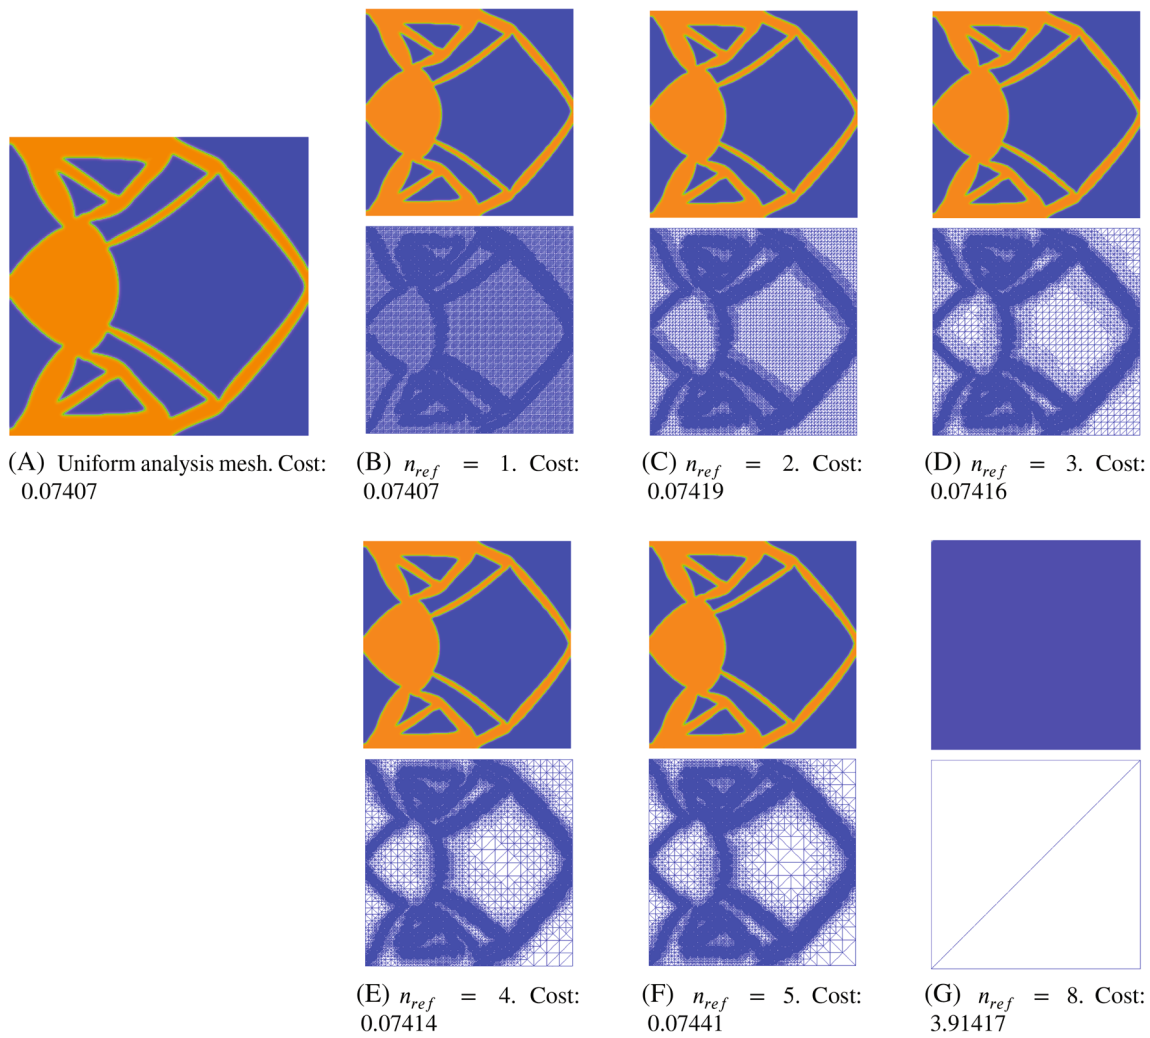 (A) Uniform analysis mesh. Cost:
0.07407
(B) n_ref = 1. Cost:
0.07407
(C) n_ref = 2. Cost:
0.07419
(D) n_ref = 3. Cost:
0.07416
(E) n_ref = 4. Cost:
0.07414
(F) n_ref = 5. Cost:
0.07441
(G) n_ref = 8. Cost:
3.91417